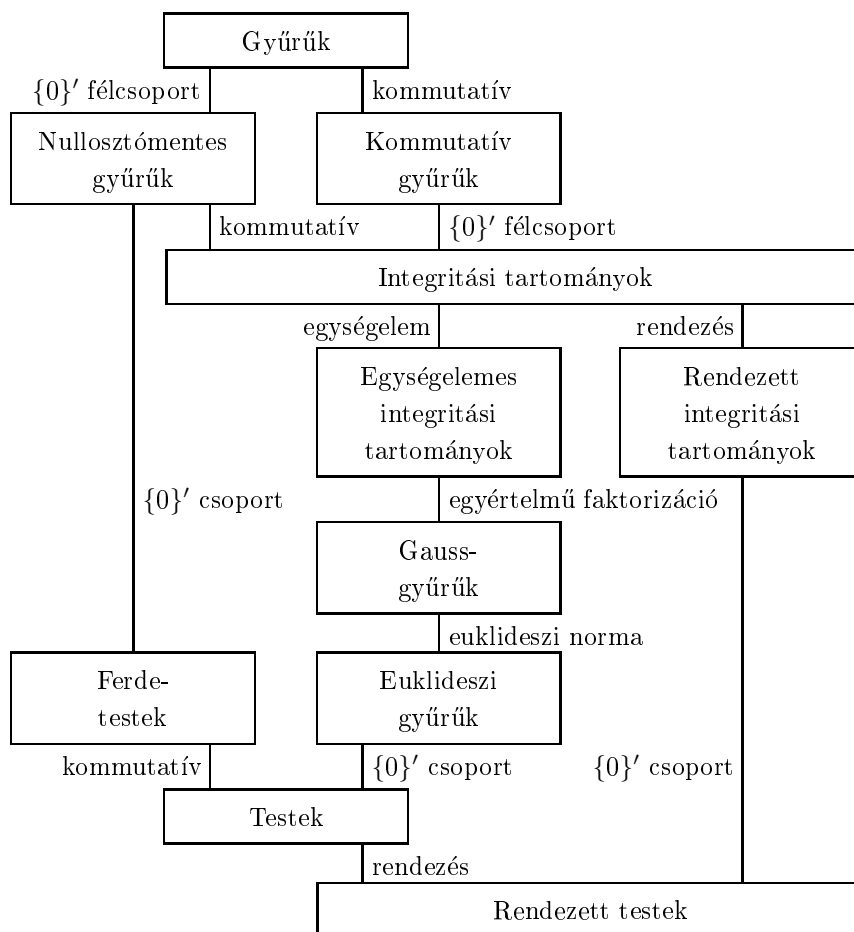 Gyűrűk
{0}′ félcsoport
kommutatív
Nullosztómentes
gyűrűk
Kommutatív
gyűrűk
kommutatív
{0}′ félcsoport
Integritási tartományok
egységelem
rendezés
Egységelemes
integritási
tartományok
Rendezett
integritási
tartományok
{0}′ csoport
egyértelmű faktorizáció
Gauss-
gyűrűk
euklideszi norma
Ferde-
testek
Euklideszi
gyűrűk
kommutatív
{0}′ csoport
{0}′ csoport
Testek
rendezés
Rendezett testek